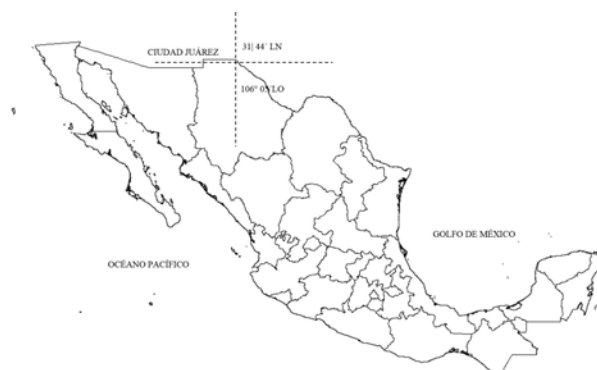 31| 44´ LN
CIUDAD JUÁREZ
106° 05'LO
GOLFO DE MÉXICO
OCÉANO PACÍFICO